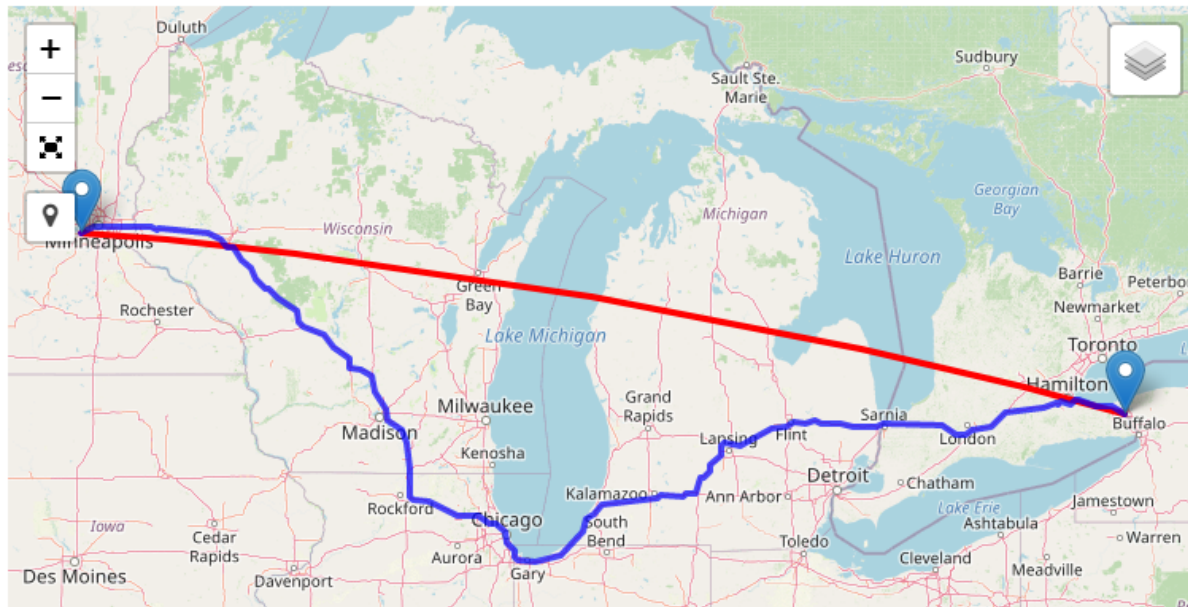 Duluth
+
−
Sudbury
Sault Ste.
Marie
Georgian
Bay
Michigan
Wisconsin
Minneapolis
Lake Huron
Barrie
Green
Bay
Newmarket
Rochester
Lake Michigan
Toronto
Hamilton
Grand
Rapids
Milwaukee
Sarnia
Buffalo
Madison
Lansing
Flint
London
Kenosha
Detroit
Chatham
Kalamazoo
Ann Arbor
Rockford
Jamestown
Lake Erie
Chicago
South
Bend
Ashtabula
Iowa
Cedar
Rapids
Warren
Toledo
Aurora
Cleveland
Meadville
Gary
Des Moines
Davenport